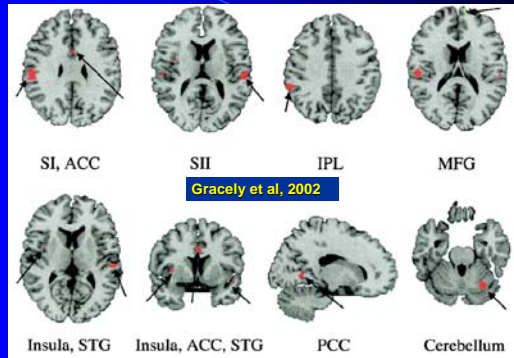 SI, ACC SII IPL MFG
Gracely et al, 2002
Insula, STG Insula, ACC, STG PCC Cerebellum